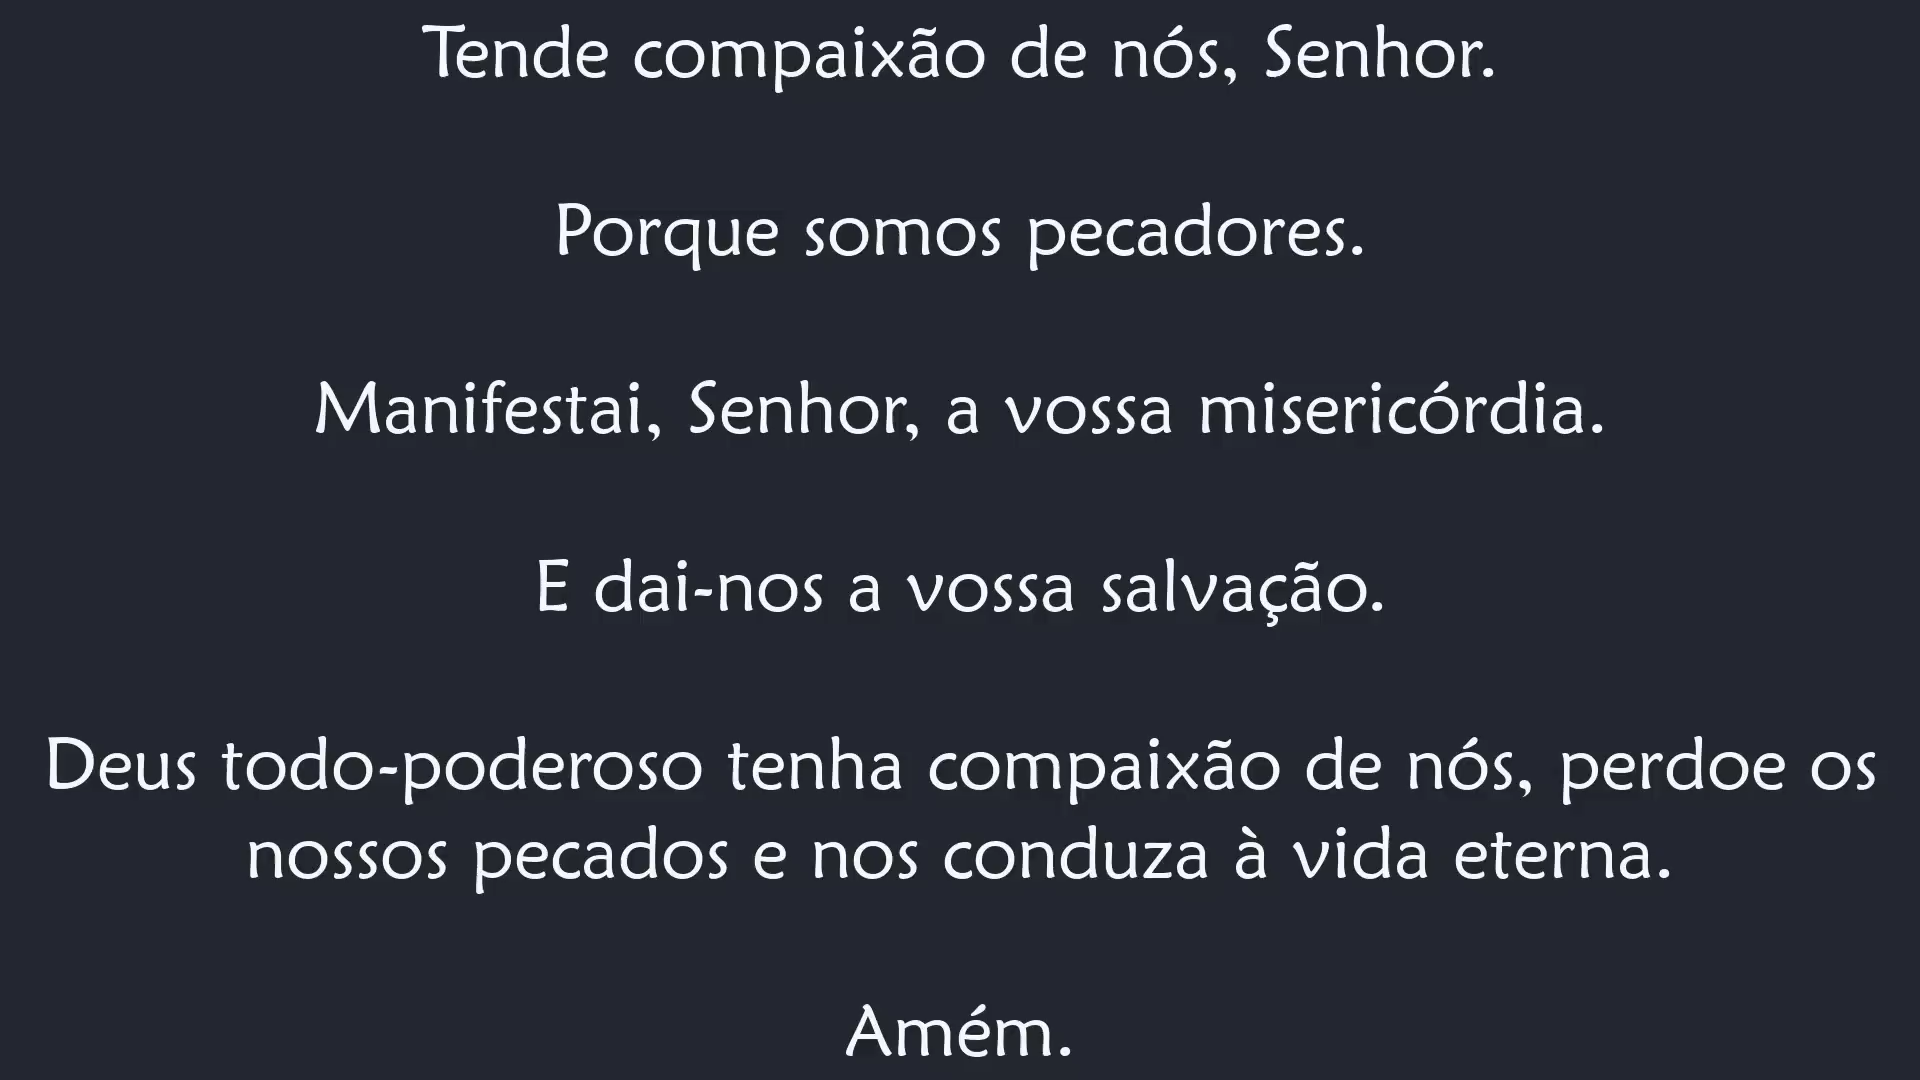 Tende compaixão de nós, Senhor.
Porque somos pecadores.
Manifestai, Senhor, a vossa misericórdia.
E dai-nos a vossa salvação.
Deus todo-poderoso tenha compaixão de nós, perdoe os
nossos pecados e nos conduza à vida eterna.
Amém.